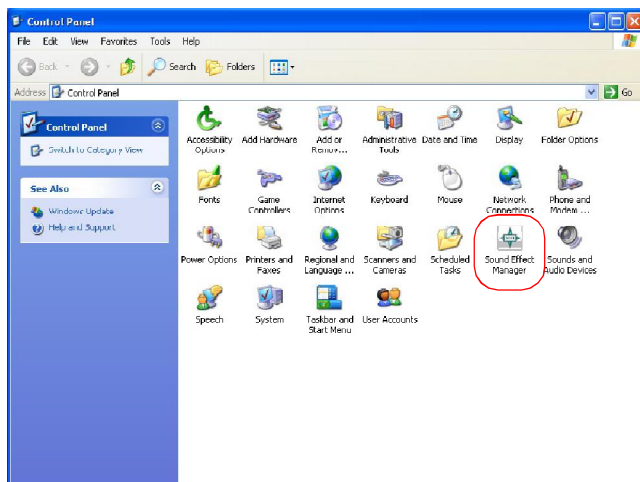 Control Panel
File Edit View Favorites Tools Help
Back Search Folders
Address Control Panel Go
Control Panel
Switch to Category View
See Also
Windows Update
Help and Support
Accessibility Options
Add Hardware
Add or Remov...
Administrative Tools
Date and Time
Display
Folder Options
Fonts
Game Controllers
Internet Options
Keyboard
Mouse
Network Connections
Phone and Modem ...
Power Options
Printers and Faxes
Regional and Language ...
Scanners and Cameras
Scheduled Tasks
Sound Effect Manager
Sounds and Audio Devices
Speech
System
Taskbar and Start Menu
User Accounts